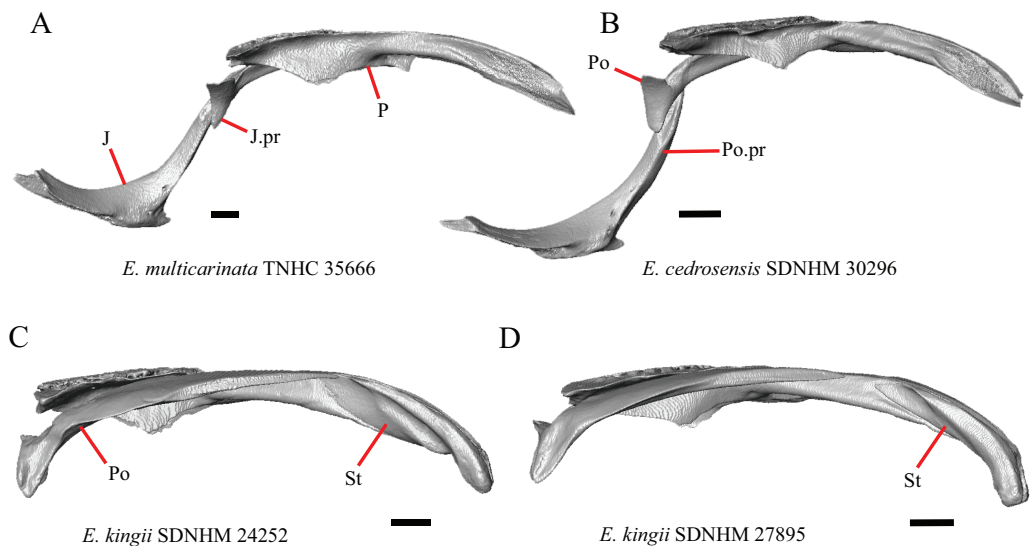 A
P
J.pr
J
E. multicarinata TNHC 35666
B
Po
Po.pr
E. cedrosensis SDNHM 30296
C
Po
St
E. kingii SDNHM 24252
D
St
E. kingii SDNHM 27895